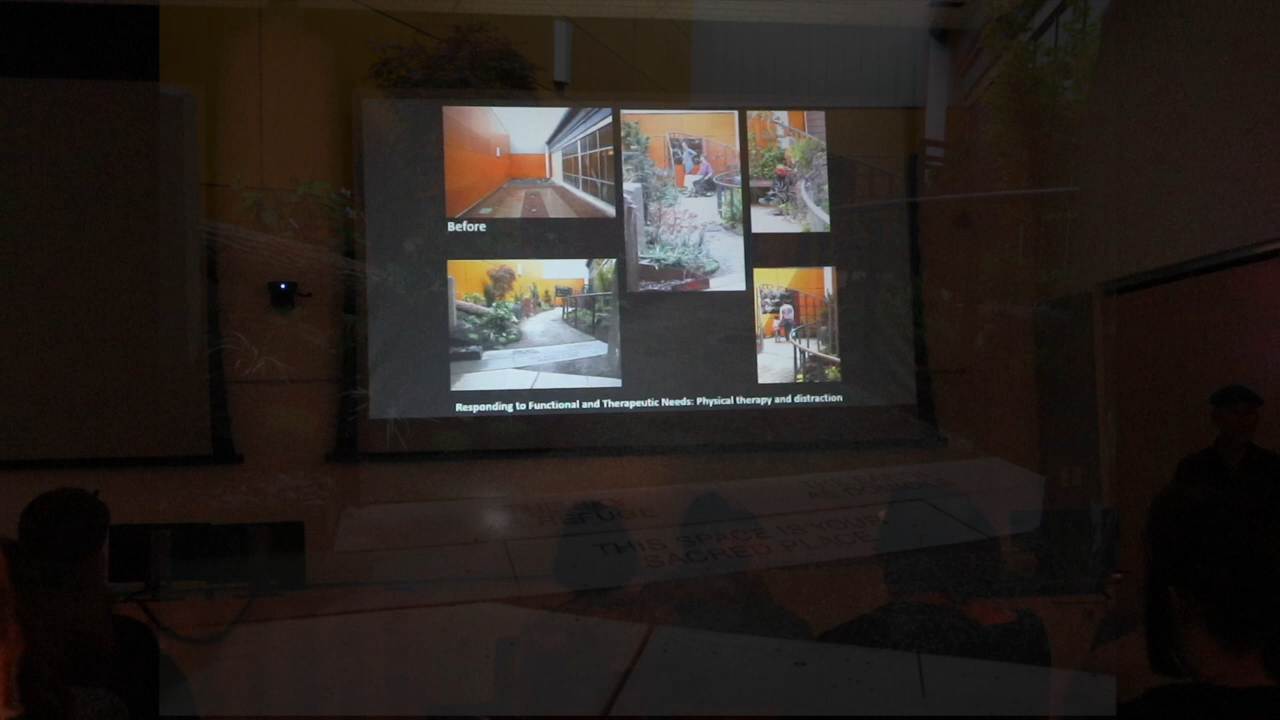 Before
Responding to Functional and Therapeutic Needs: Physical therapy and distraction
THIS SPACE IS YOUR
SACRED PLACE